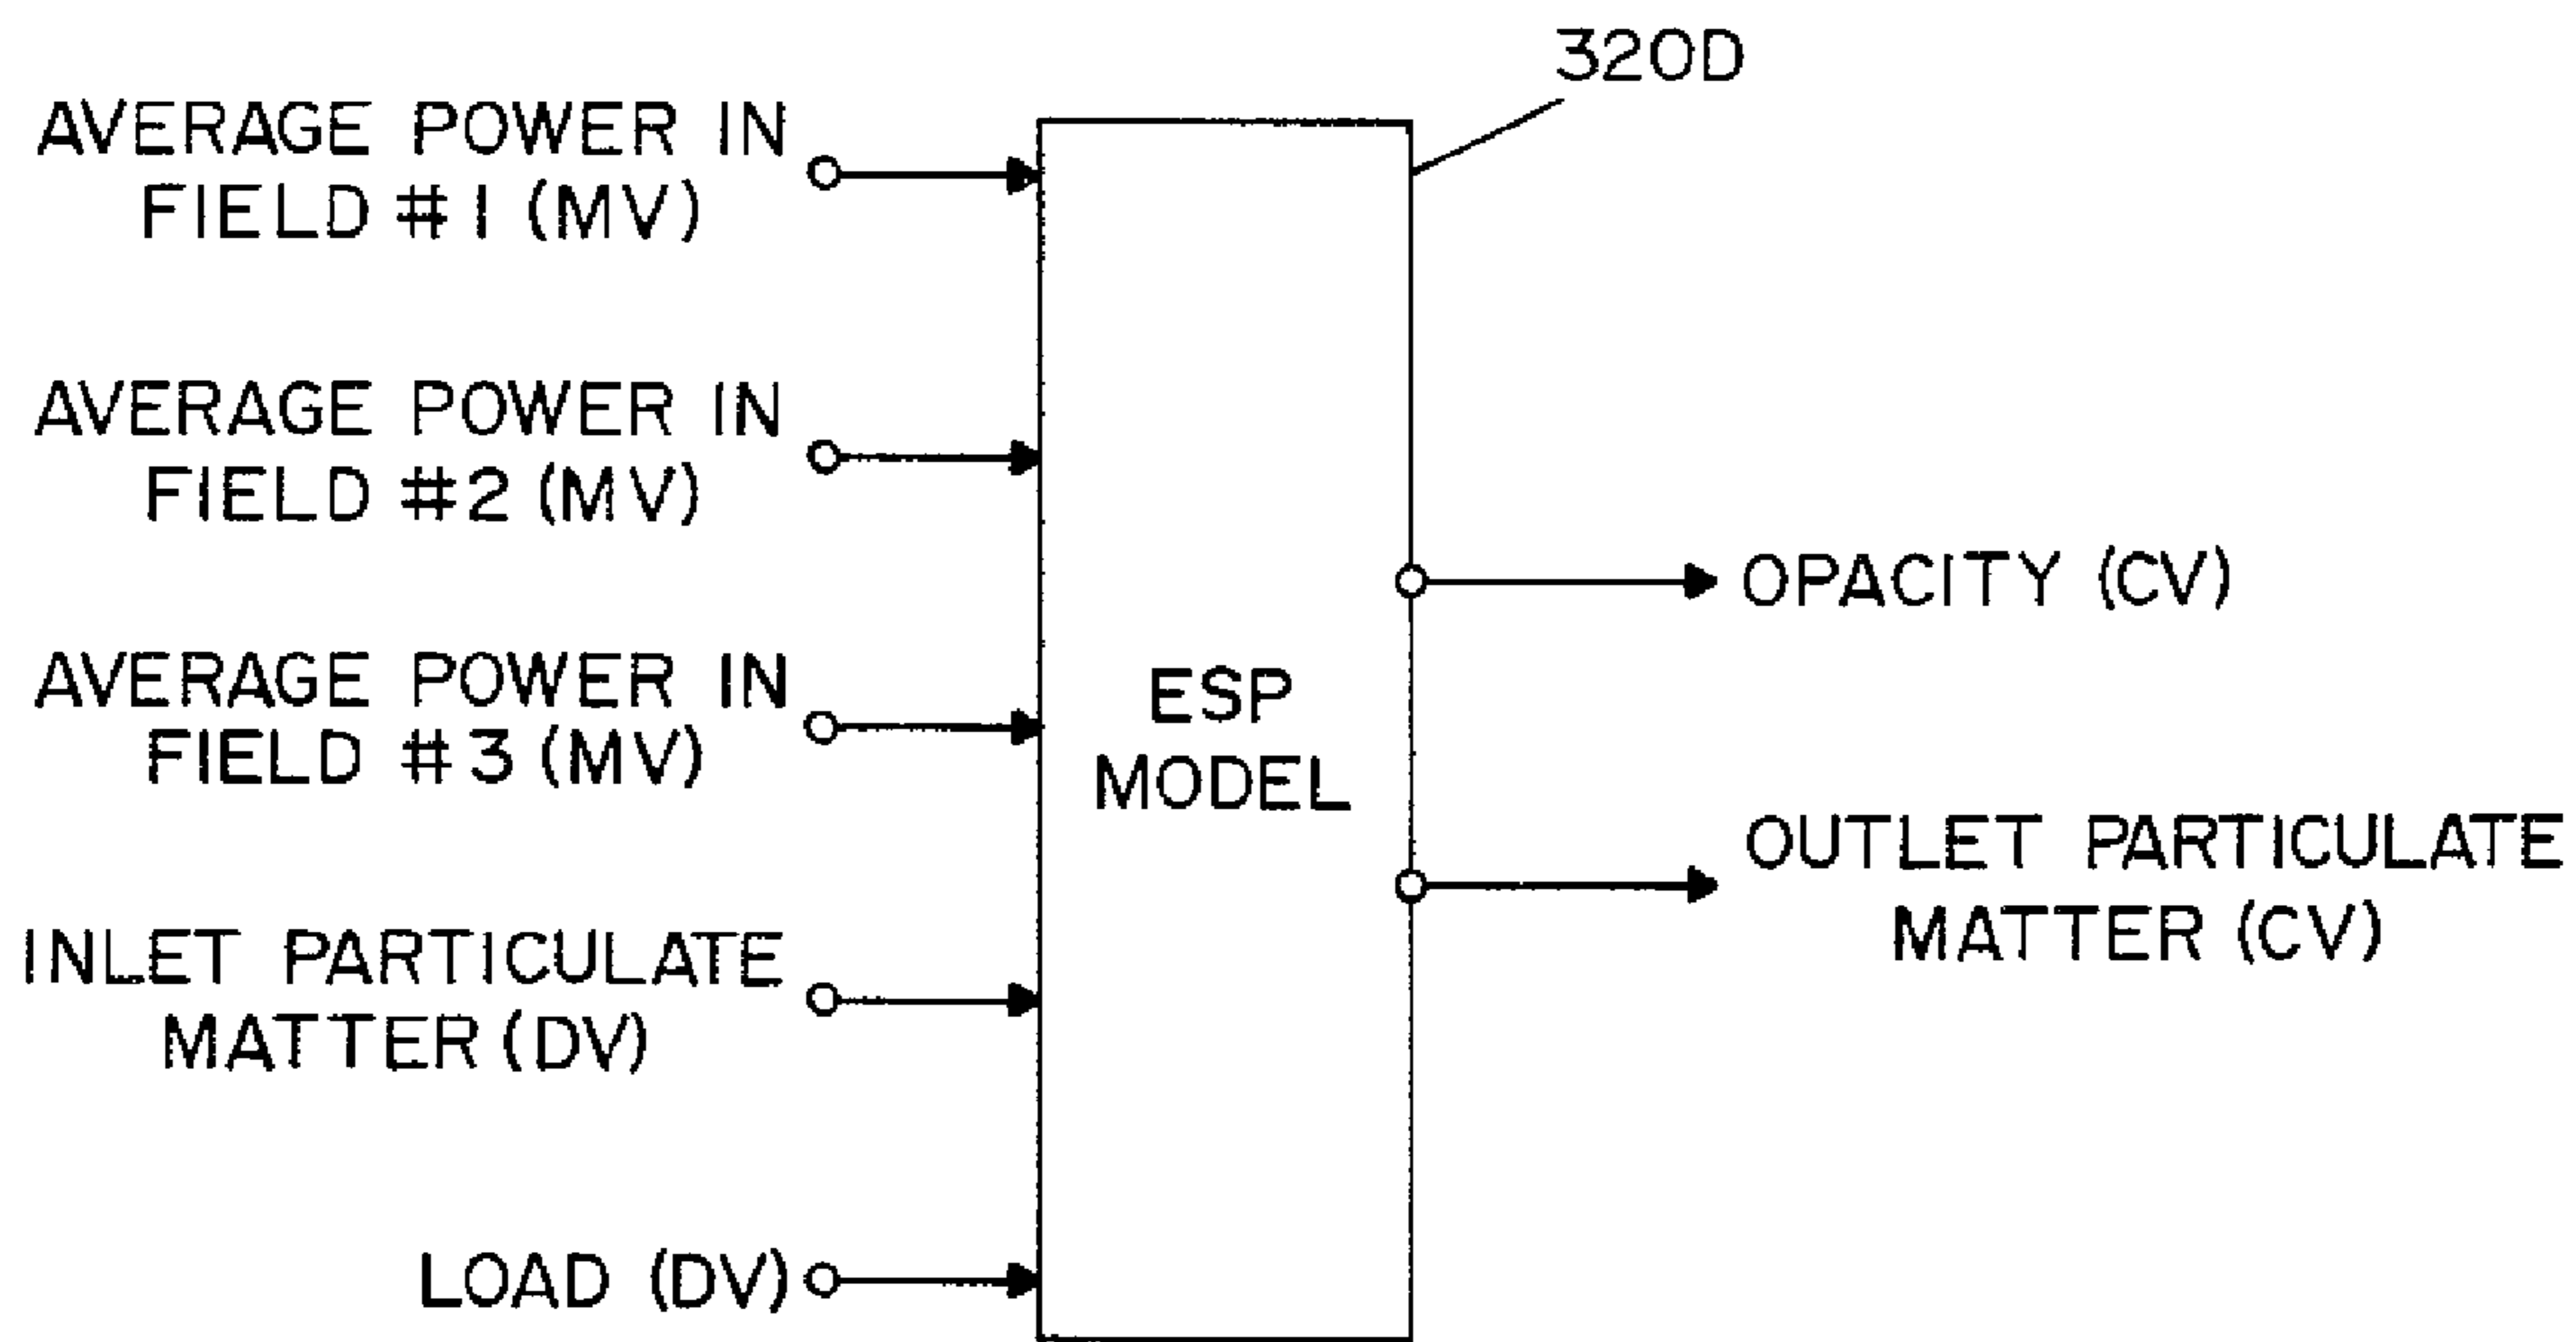 320D
AVERAGE POWER IN
FIELD #1 (MV)
AVERAGE POWER IN
FIELD #2 (MV)
AVERAGE POWER IN
FIELD #3 (MV)
INLET PARTICULATE
MATTER (DV)
LOAD (DV)
ESP
MODEL
OPACITY (CV)
OUTLET PARTICULATE
MATTER (CV)